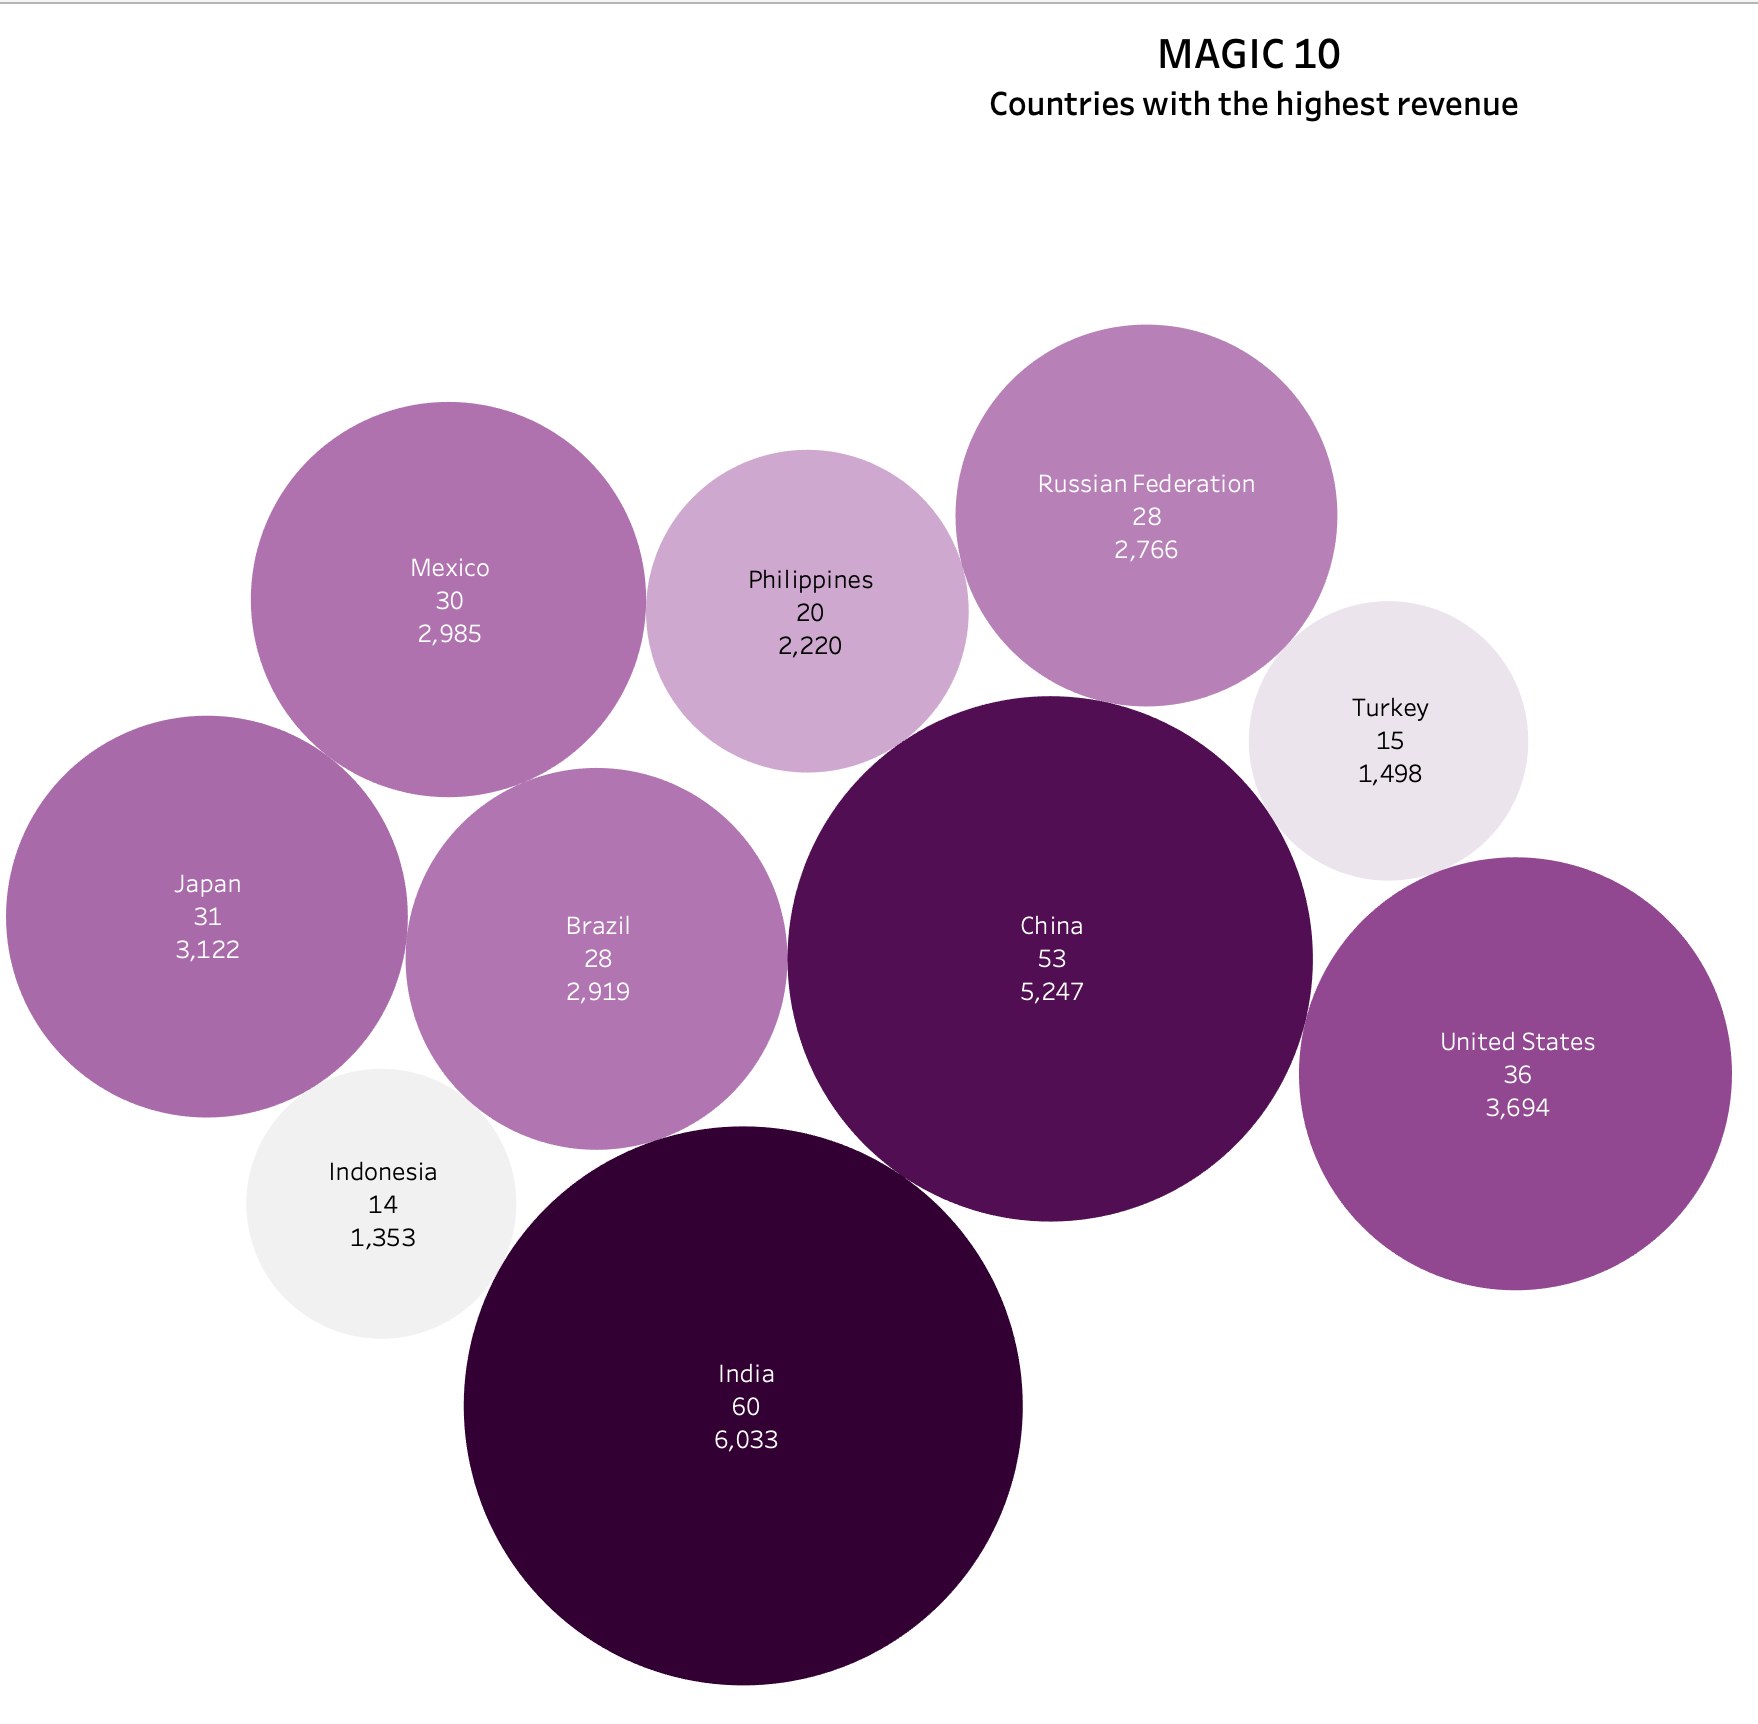 MAGIC 10
Countries with the highest revenue
Russian Federation
28
2,766
Mexico
30
2,985
Philippines
20
2,220
Turkey
15
1,498
Japan
31
3,122
Brazil
28
2,919
China
53
5,247
United States
36
3,694
Indonesia
14
1,353
India
60
6,033